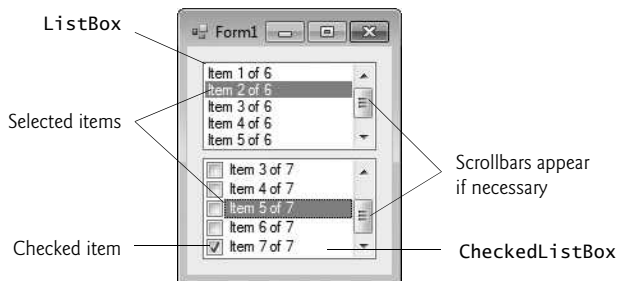 ListBox
Form1
Item 1 of 6
Item 2 of 6
Item 3 of 6
Item 4 of 6
Item 5 of 6
Selected items
Item 3 of 7
Item 4 of 7
Item 5 of 7
Item 6 of 7
Item 7 of 7
Scrollbars appear
if necessary
Checked item
CheckedListBox